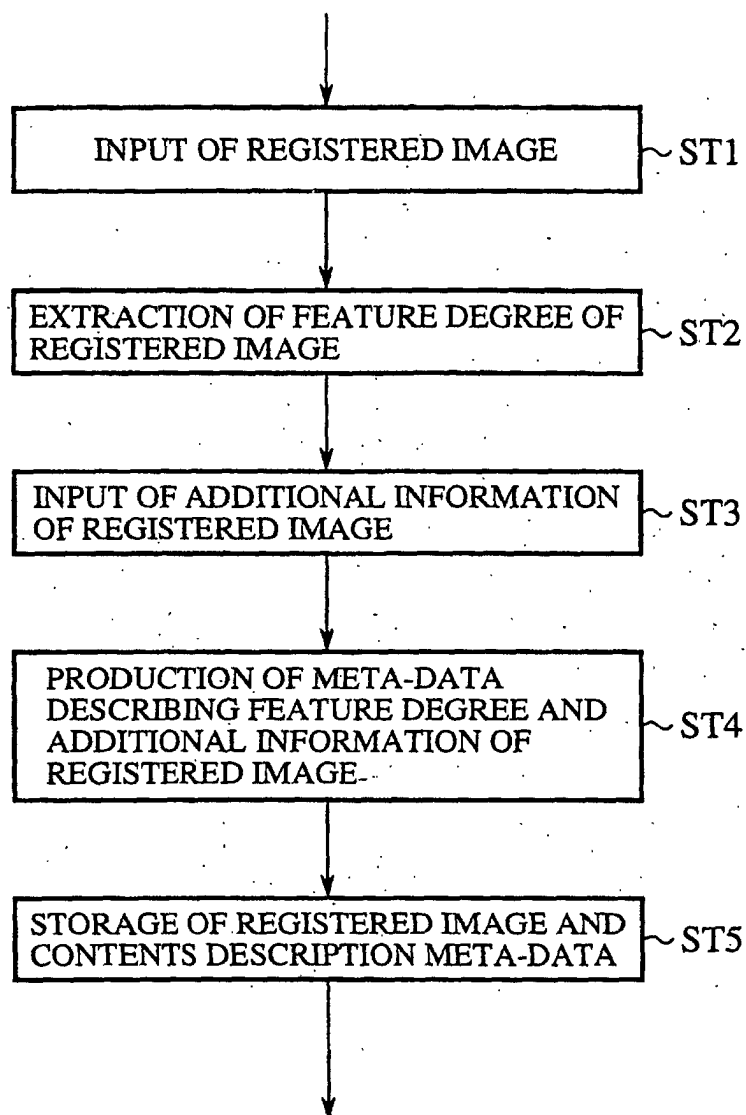 INPUT OF REGISTERED IMAGE
ST1
EXTRACTION OF FEATURE DEGREE OF
REGISTERED IMAGE
ST2
INPUT OF ADDITIONAL INFORMATION
OF REGISTERED IMAGE
ST3
PRODUCTION OF META-DATA
DESCRIBING FEATURE DEGREE AND
ADDITIONAL INFORMATION OF
REGISTERED IMAGE
ST4
STORAGE OF REGISTERED IMAGE AND
CONTENTS DESCRIPTION META-DATA
ST5